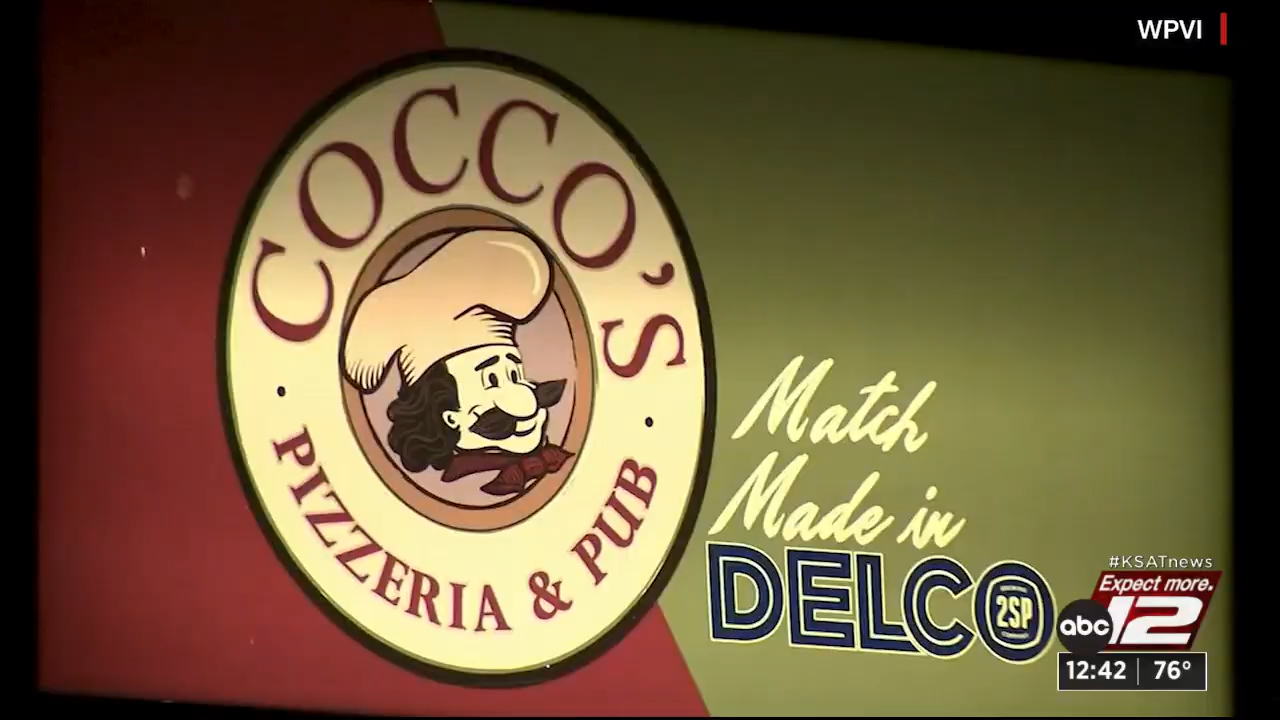 WPVI
COCCO'S
PIZZERIA & PUB
Match
Made in
DELCO
2SP
#KSATnews
Expect more.
abc 12
12:42 76°